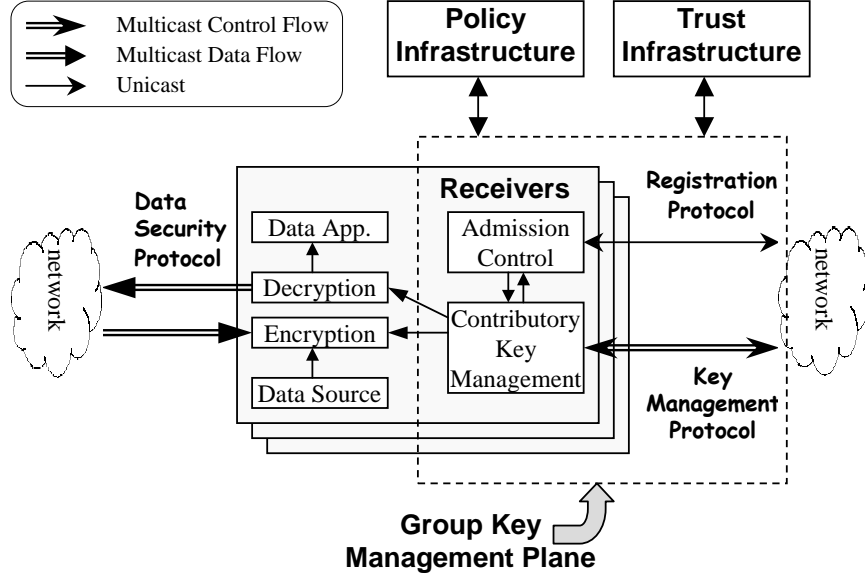 Multicast Control Flow
Multicast Data Flow
Unicast
Policy
Infrastructure
Trust
Infrastructure
Receivers
Data
Security
Protocol
Registration
Protocol
Data App.
Admission
Control
network
Decryption
Encryption
Contributory
Key
Management
Data Source
network
Key
Management
Protocol
Group Key
Management Plane